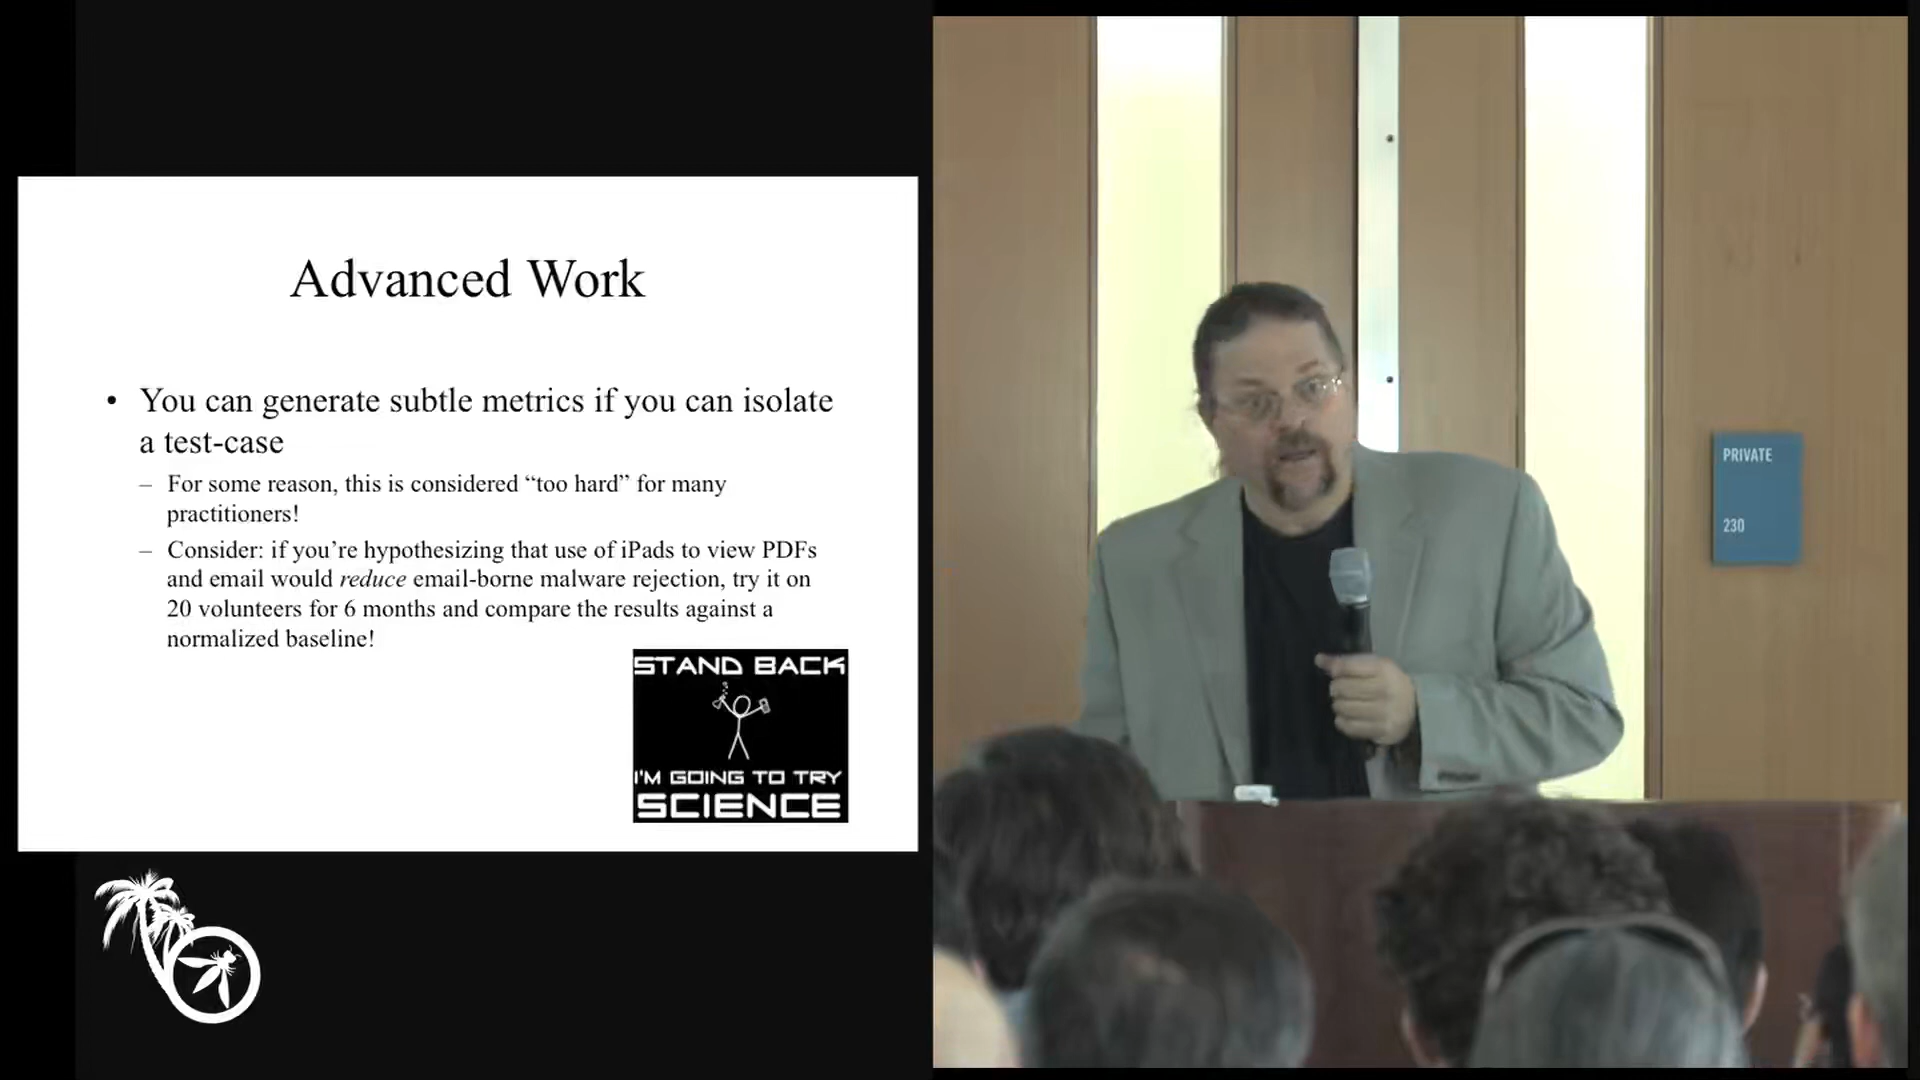 Advanced Work
• You can generate subtle metrics if you can isolate
a test-case
– For some reason, this is considered “too hard” for many
practitioners!
– Consider: if you’re hypothesizing that use of iPads to view PDFs
and email would reduce email-borne malware rejection, try it on
20 volunteers for 6 months and compare the results against a
normalized baseline!
STAND BACK
I'M GOING TO TRY
SCIENCE
PRIVATE
230